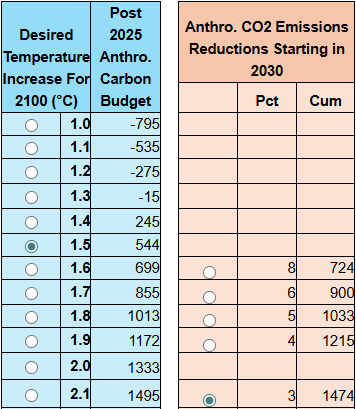 Desired
Temperature
Increase For
2100 (°C)
Post
2025
Anthro.
Carbon
Budget
Anthro. CO2 Emissions
Reductions Starting in
2030
Pct Cum
1.0 -795
1.1 -535
1.2 -275
1.3 -15
1.4 245
1.5 544
1.6 699 8 724
1.7 855 6 900
1.8 1013 5 1033
1.9 1172 4 1215
2.0 1333
2.1 1495 3 1474